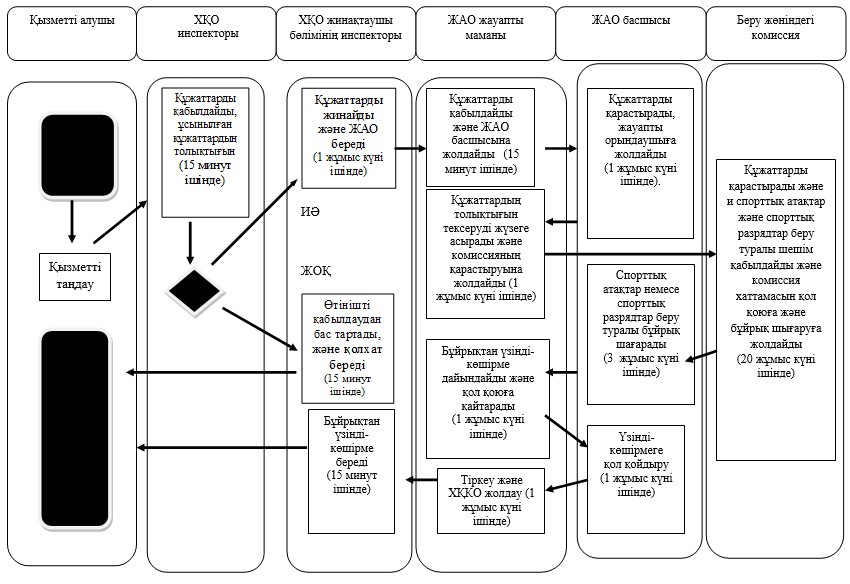 Қызметті алушы
ХҚО
инспекторы
ХҚО жинақтаушы
бөлімінің инспекторы
ЖАО жауапты
маманы
ЖАО басшысы
Беру жөніндегі
комиссия
Қызметті
таңдау
Құжаттарды
қабылдайды,
ұсынылған
құжаттардың
толықтығын
(15 минут
ішінде)
Құжаттарды
жинайды
және ЖАО
береді
(1 жұмыс күні
ішінде)
ИӘ
ЖОҚ
Өтінішті
қабылдаудан
бас тартады,
және қолхат
береді
(15 минут
ішінде)
Бұйрықтан
үзінді-
көшірме
береді
(15 минут
ішінде)
Құжаттарды
қабылдайды
және ЖАО
басшысына
жолдайды (15
минут ішінде)
Құжаттардың
толықтығын
тексеруді жүзеге
асырады және
комиссияның
қарастыруына
жолдайды (1
жұмыс күні ішінде)
Бұйрықтан үзінді-
көшірме
дайындайды және
қол қоюға
қайтарады
(1 жұмыс күні
ішінде)
Тіркеу және
ХҚКО жолдау (1
жұмыс күні
ішінде)
Құжаттарды
қарастырады,
жауапты
орындаушыға
жолдайды
(1 жұмыс күні
ішінде).
Спорттық
атақтар немесе
спорттық
разрядтар беру
туралы бұйрық
шағарады
(3 жұмыс күні
ішінде)
Үзінді-
көшірмеге
қол қойдыру
(1 жұмыс күні
ішінде)
Құжаттарды
қарастырады және
и спорттық атақтар
және спорттық
разрядтар беру
туралы шешім
қабылдайды және
комиссия
хаттамасын қол
қоюға және
бұйрық шығаруға
жолдайды
(20 жұмыс күні
ішінде)